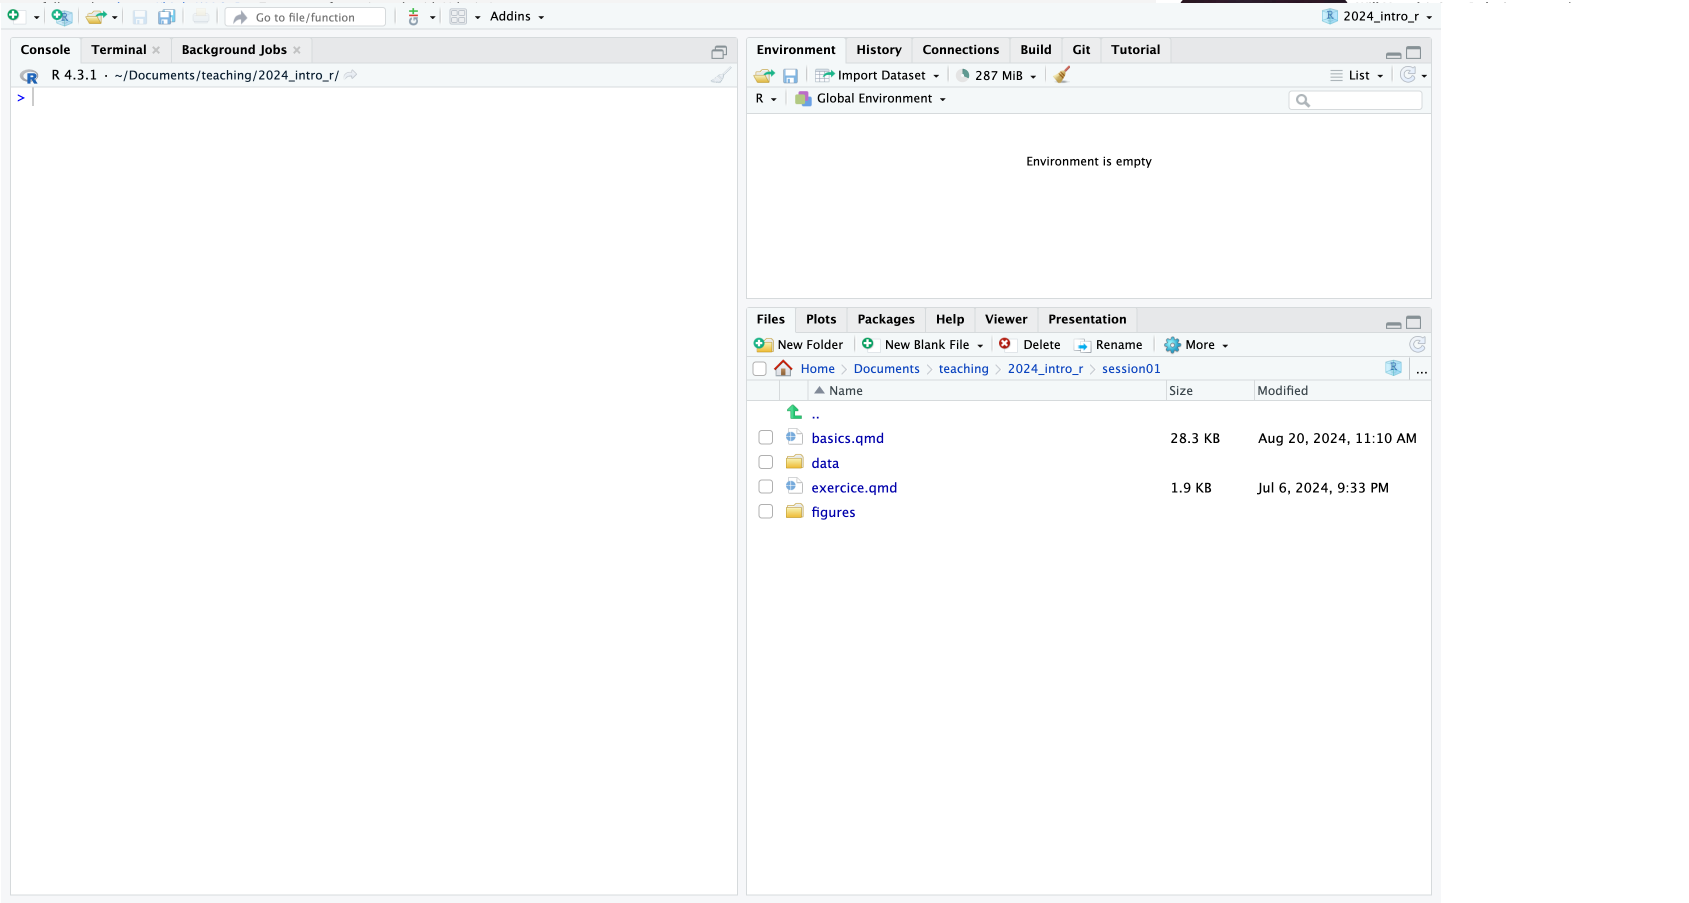 Go to file/function
Addins
2024_intro_r
Console Terminal Background Jobs
R 4.3.1 · ~/Documents/teaching/2024_intro_r/
>
Environment History Connections Build Git Tutorial
Import Dataset 287 MiB List
R Global Environment
Environment is empty
Files Plots Packages Help Viewer Presentation
New Folder New Blank File Delete Rename More
Home Documents teaching 2024_intro_r session01 ...
Name Size Modified
..
basics.qmd 28.3 KB Aug 20, 2024, 11:10 AM
data
exercice.qmd 1.9 KB Jul 6, 2024, 9:33 PM
figures